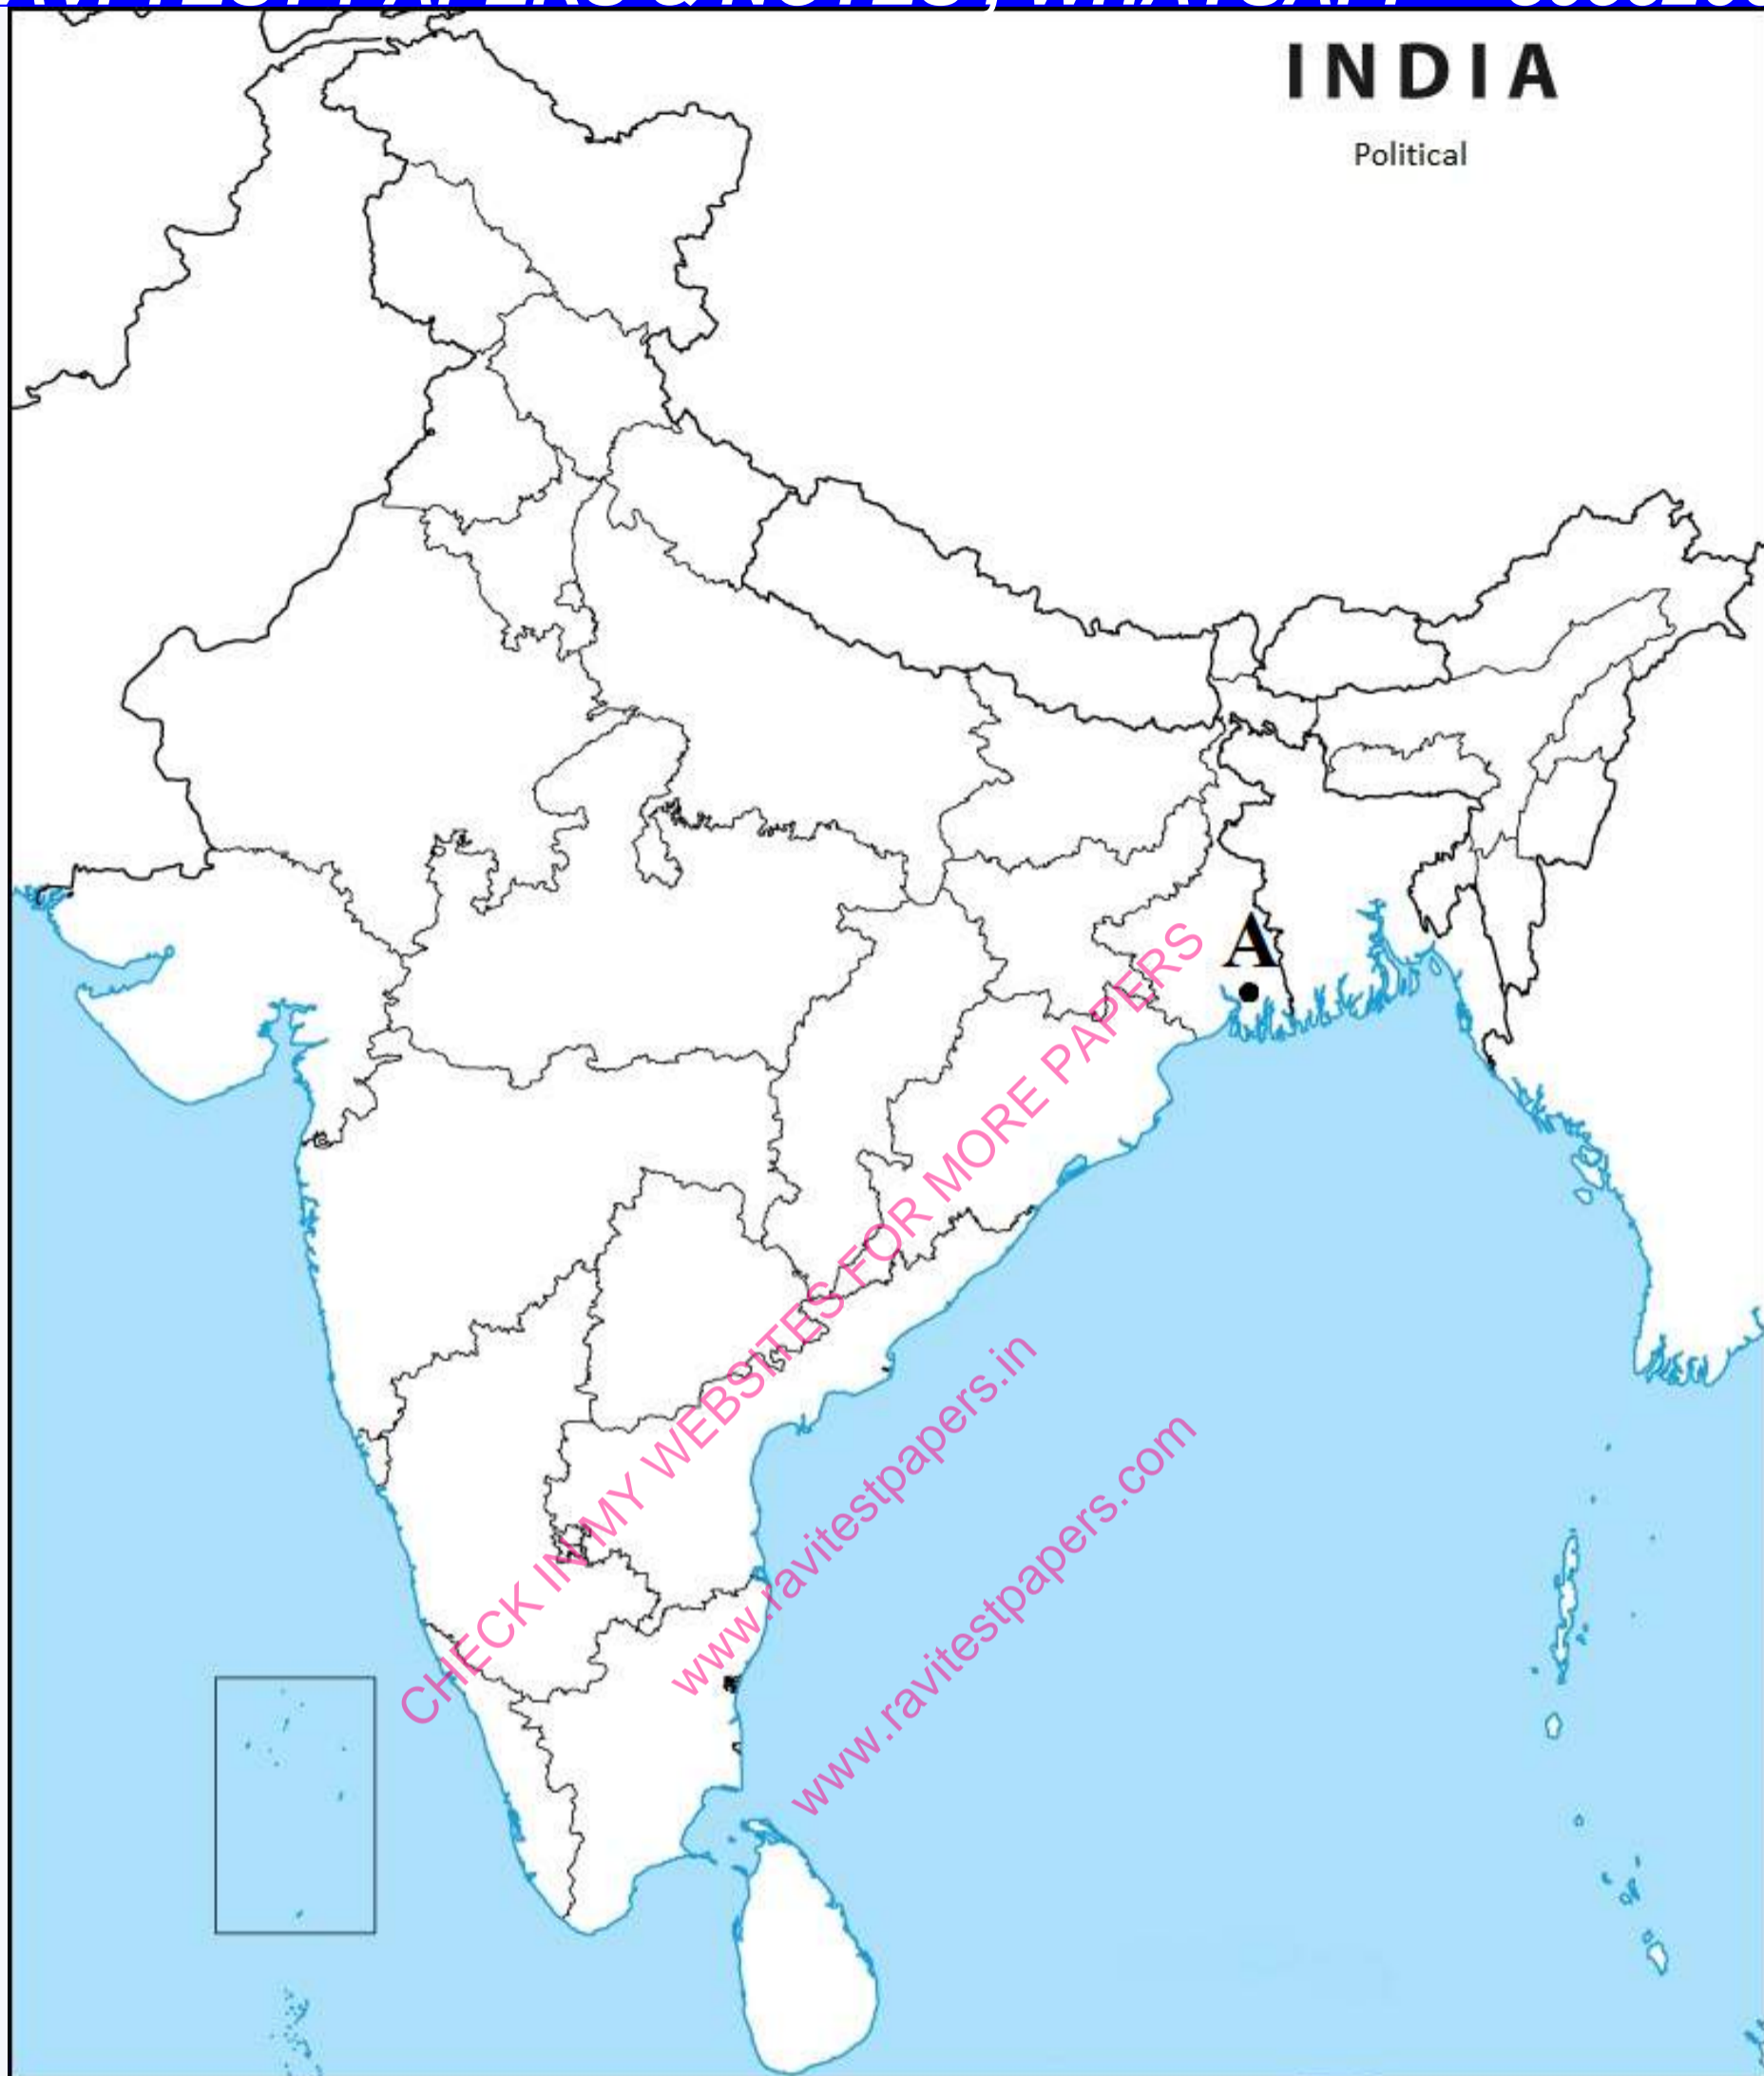 INDIA
Political
A
CHECK IN MY WEBSITES FOR MORE PAPERS
www.ravitestpapers.in
www.ravitestpapers.com